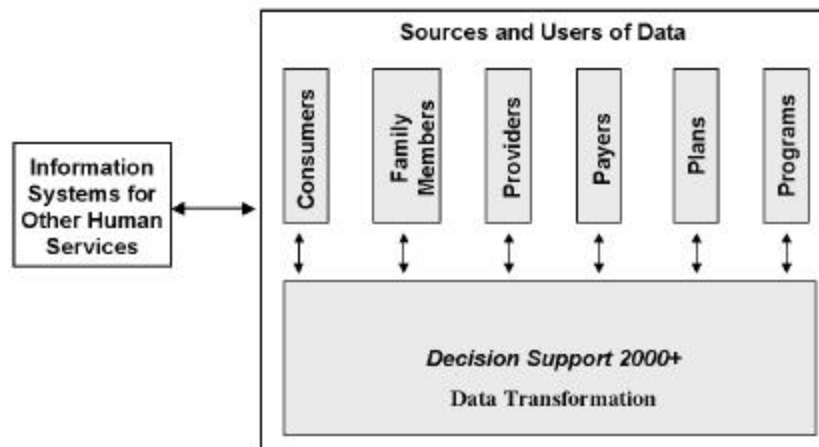 Sources and Users of Data
Information
Systems for
Other Human
Services
Consumers
Family
Members
Providers
Payers
Plans
Programs
Decision Support 2000+
Data Transformation